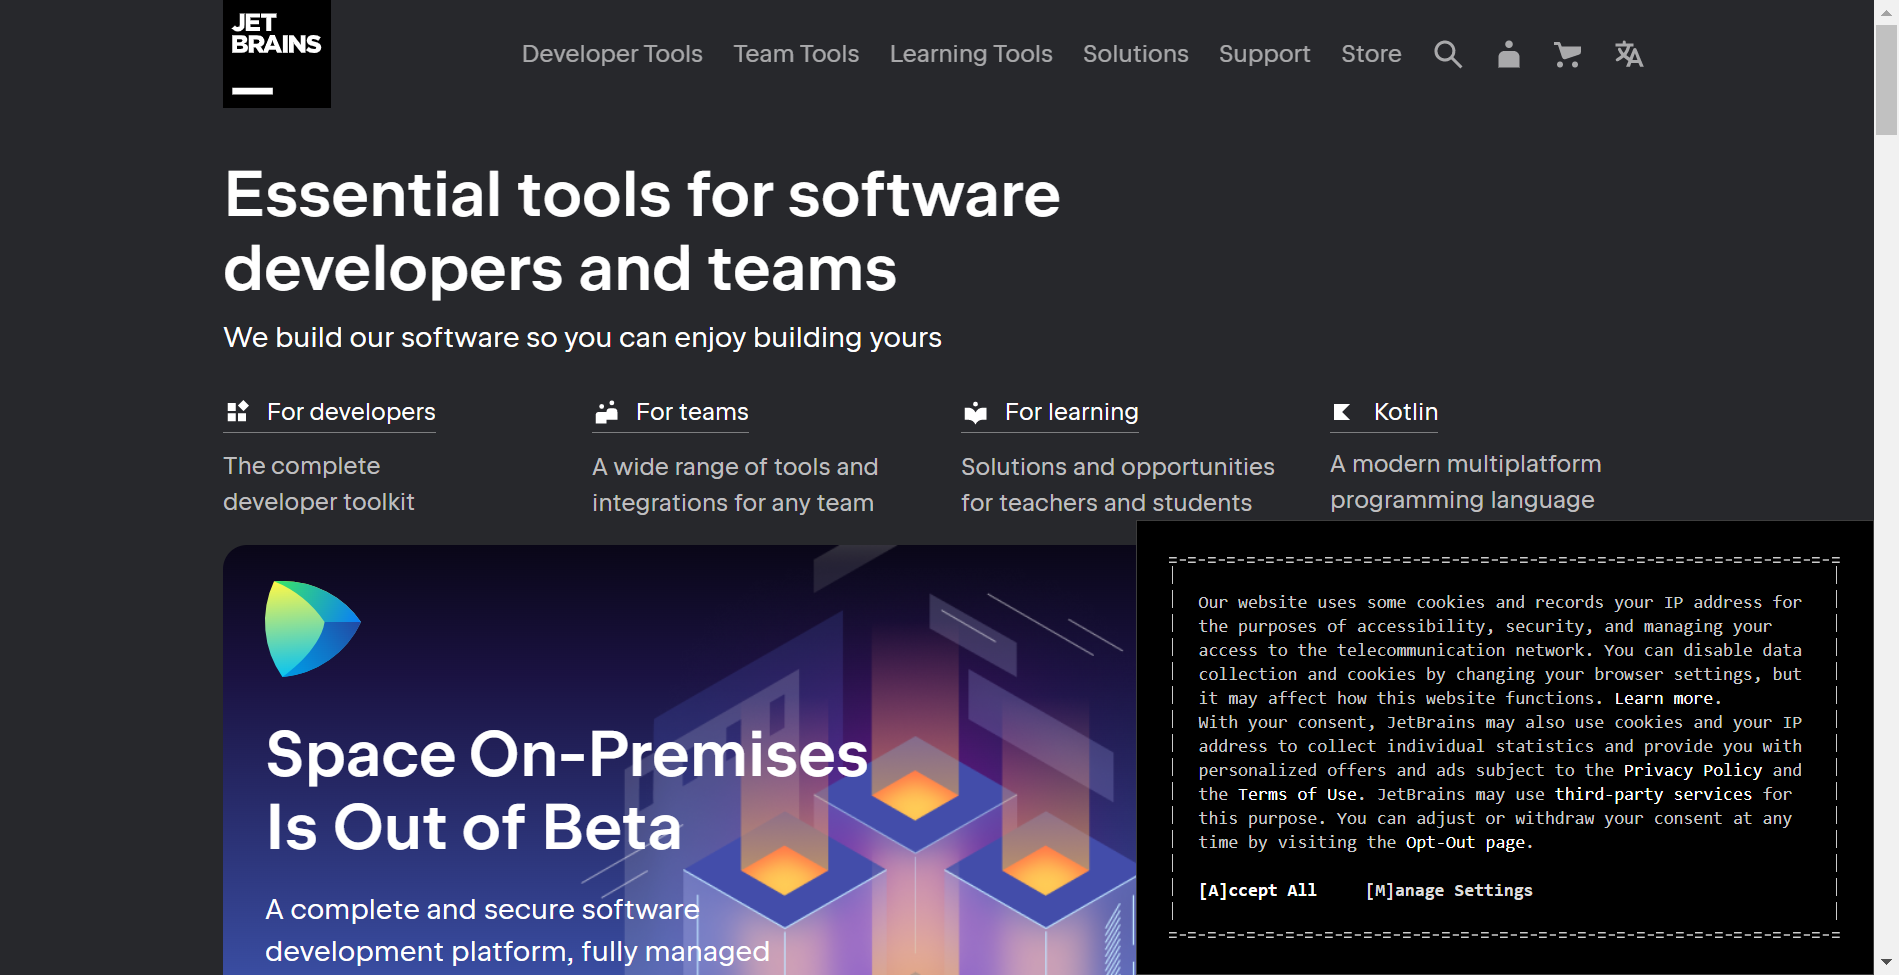 JET
BRAINS
Developer Tools
Team Tools
Learning Tools
Solutions
Support
Store
Essential tools for software
developers and teams
We build our software so you can enjoy building yours
For developers
The complete
developer toolkit
For teams
A wide range of tools and
integrations for any team
For learning
Solutions and opportunities
for teachers and students
Kotlin
A modern multiplatform
programming language
Space On-Premises
Is Out of Beta
A complete and secure software
development platform, fully managed
Our website uses some cookies and records your IP address for
the purposes of accessibility, security, and managing your
access to the telecommunication network. You can disable data
collection and cookies by changing your browser settings, but
it may affect how this website functions. Learn more.
With your consent, JetBrains may also use cookies and your IP
address to collect individual statistics and provide you with
personalized offers and ads subject to the Privacy Policy and
the Terms of Use. JetBrains may use third-party services for
this purpose. You can adjust or withdraw your consent at any
time by visiting the Opt-Out page.
[A]ccept All
[M]anage Settings